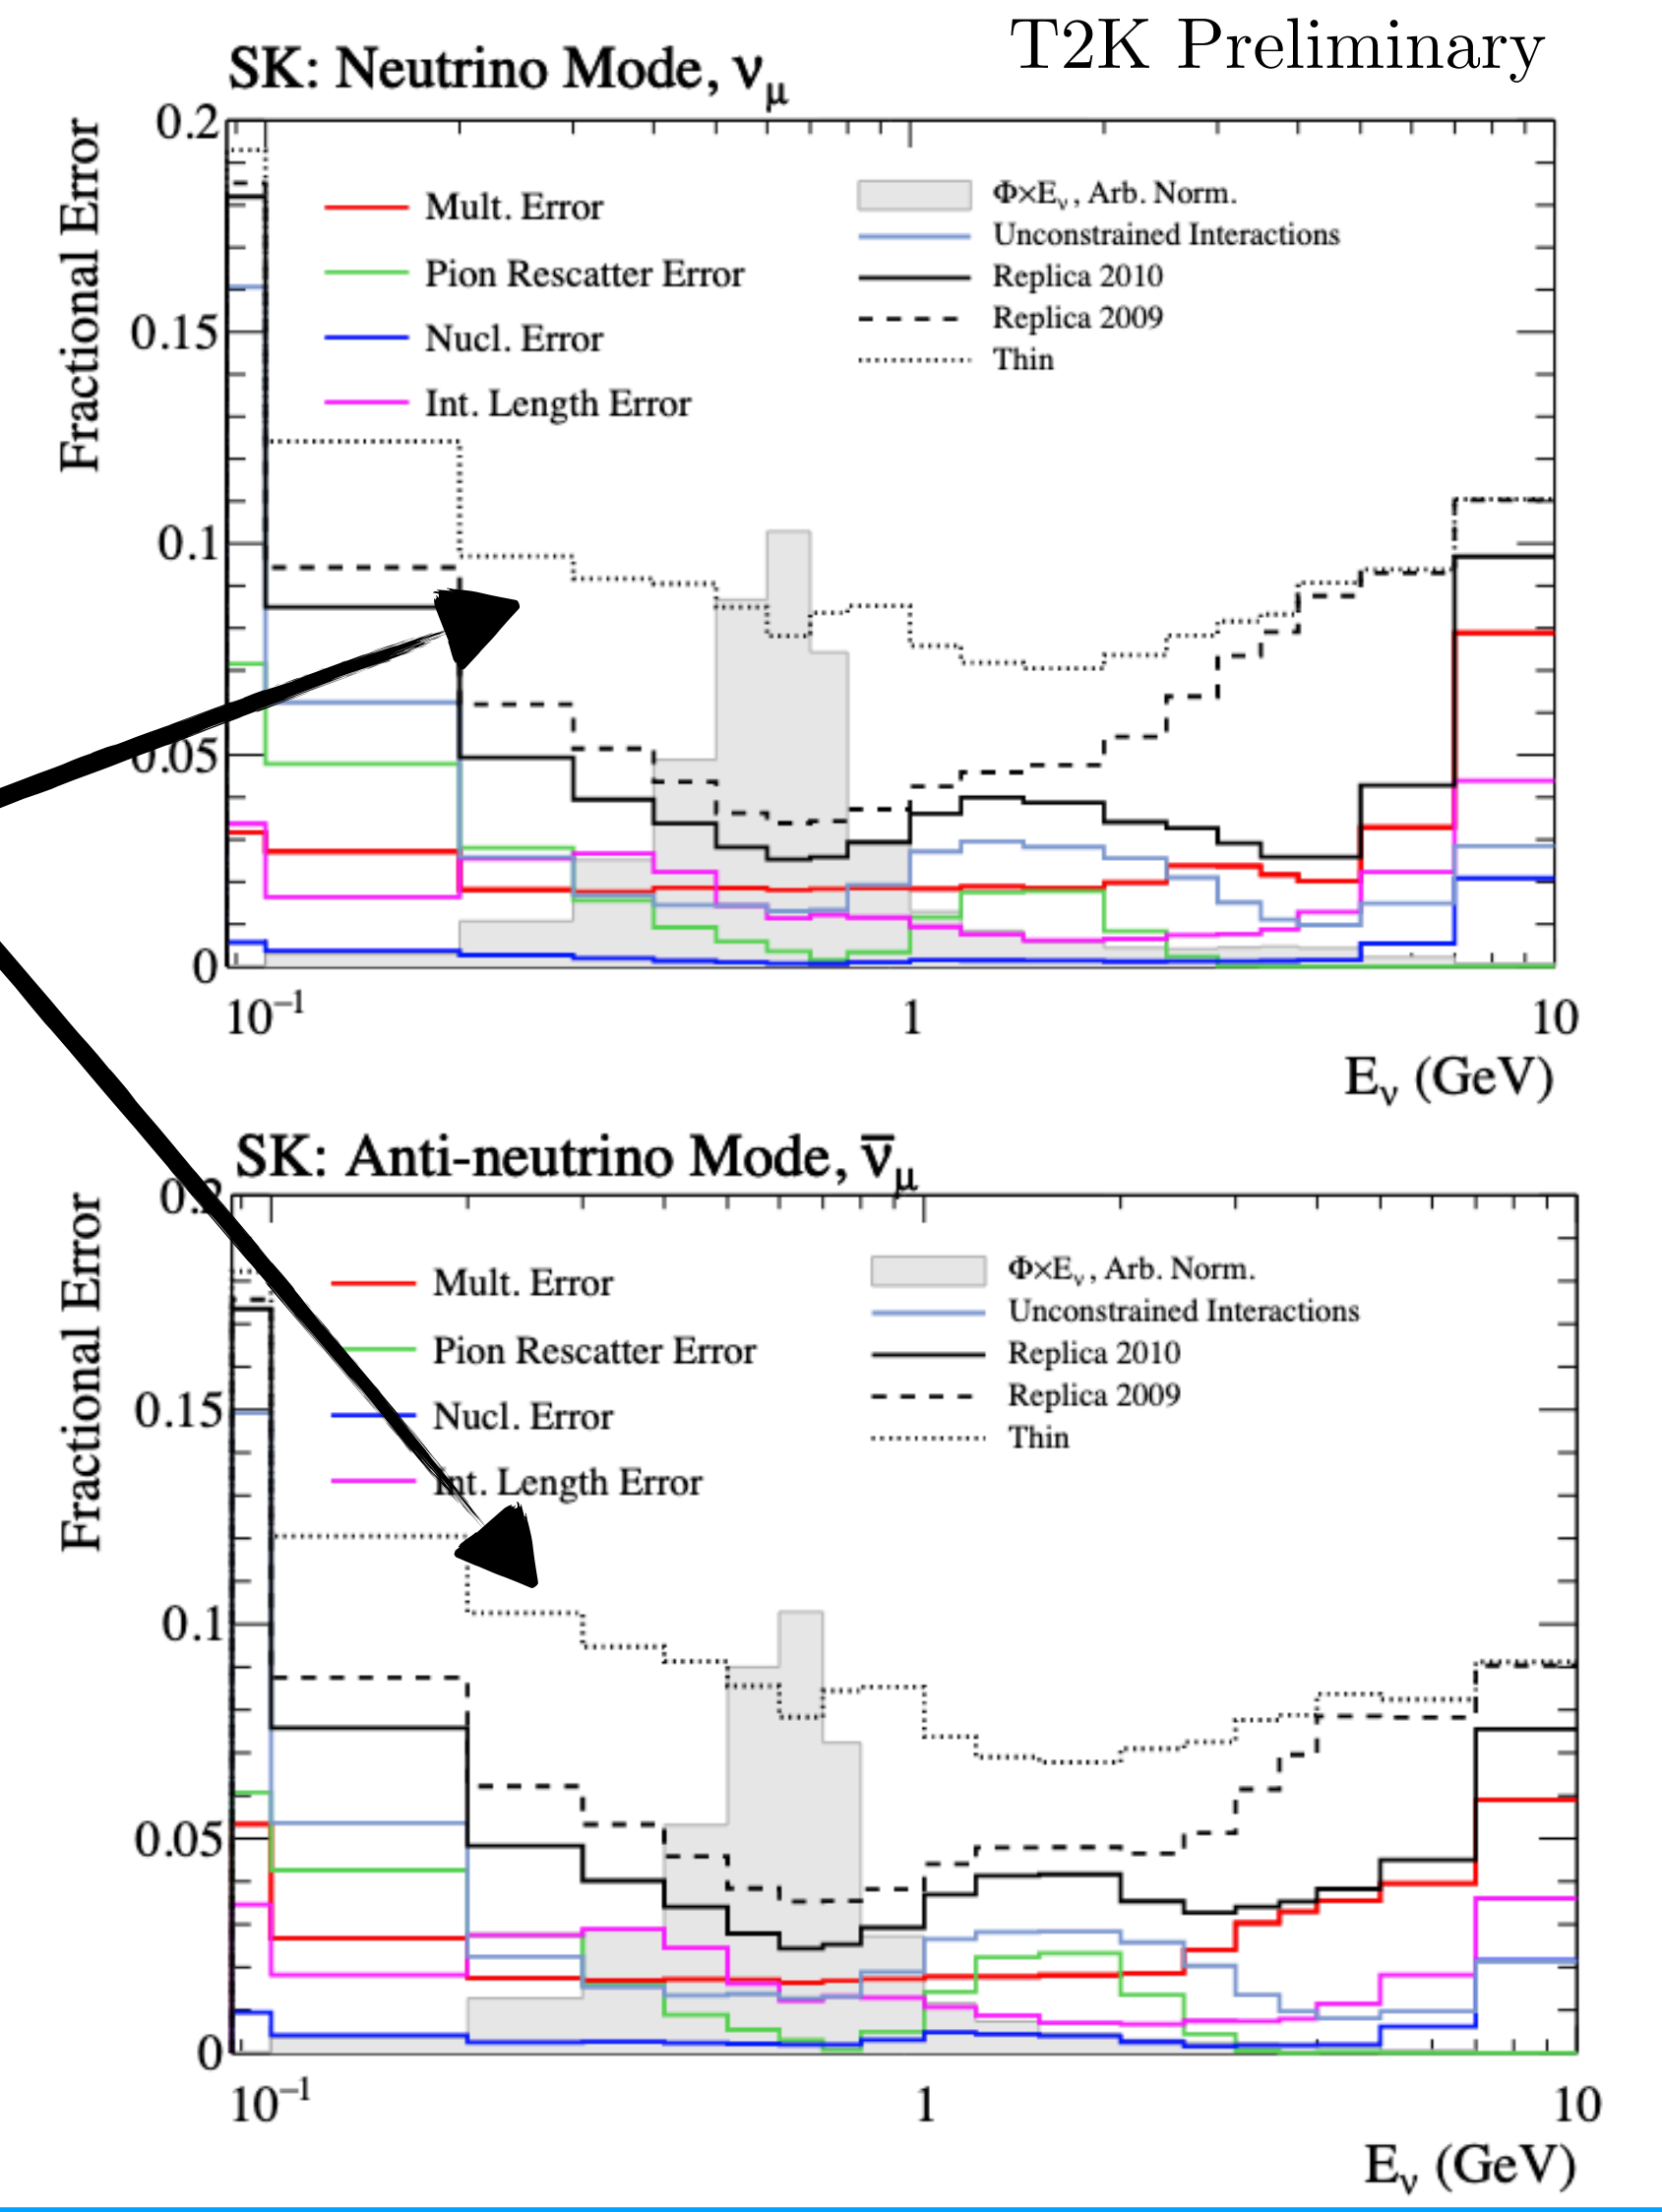 T2K Preliminary
SK: Neutrino Mode, νμ
Fractional Error
0.2
0.15
0.1
0.05
0
Mult. Error
Pion Rescatter Error
Nucl. Error
Int. Length Error
Φ×Eν, Arb. Norm.
Unconstrained Interactions
Replica 2010
Replica 2009
Thin
10⁻¹
1
10
Eν (GeV)
SK: Anti-neutrino Mode, ν̅μ
Fractional Error
0.2
0.15
0.1
0.05
0
Mult. Error
Pion Rescatter Error
Nucl. Error
Int. Length Error
Φ×Eν, Arb. Norm.
Unconstrained Interactions
Replica 2010
Replica 2009
Thin
10⁻¹
1
10
Eν (GeV)